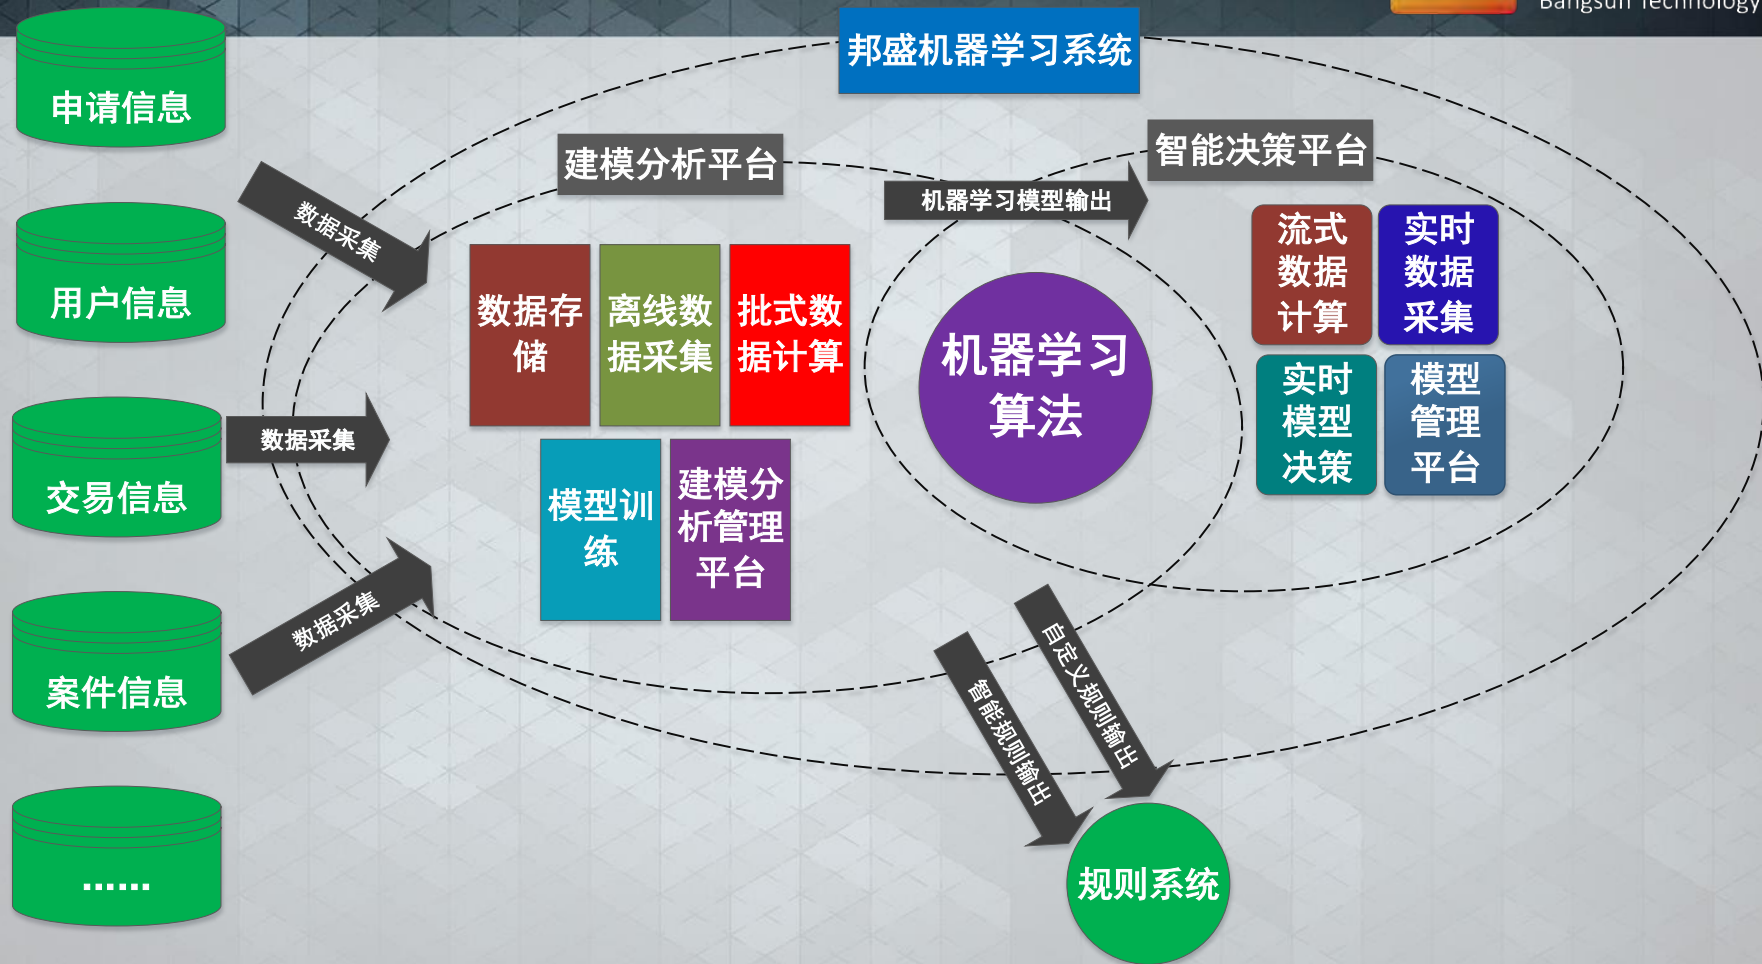 Bangsun Technology
邦盛机器学习系统
申请信息
用户信息
交易信息
案件信息
……
数据采集
数据采集
数据采集
建模分析平台
数据存
储
离线数
据采集
批式数
据计算
模型训
练
建模分
析管理
平台
机器学习模型输出
机器学习
算法
智能决策平台
流式
数据
计算
实时
数据
采集
实时
模型
决策
模型
管理
平台
自定义规则输出
智能规则输出
规则系统